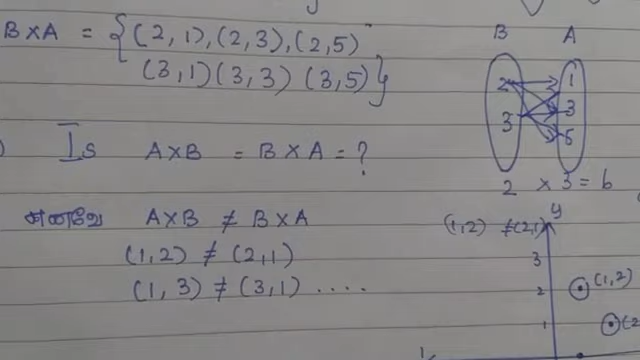 B×A = {(2,1),(2,3),(2,5)
(3,1)(3,3) (3,5)}
B A
2 1
3 3
5
2 × 3 = 6
) Is A×B = B×A = ?
A×B ≠ B×A
(1,2) ≠ (2,1)
(1,3) ≠ (3,1) ....
(1,2) ≠(2,1) y
3
2 (1,2)
1 (2